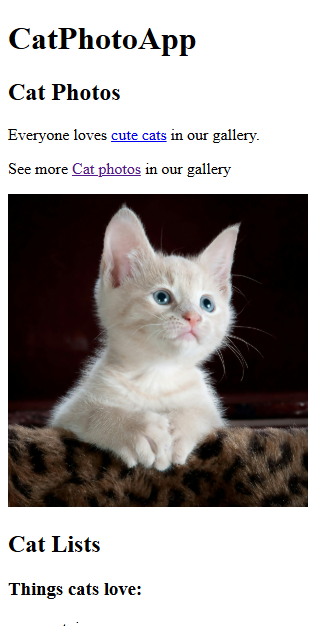 CatPhotoApp
Cat Photos
Everyone loves cute cats in our gallery.
See more Cat photos in our gallery
Cat Lists
Things cats love: